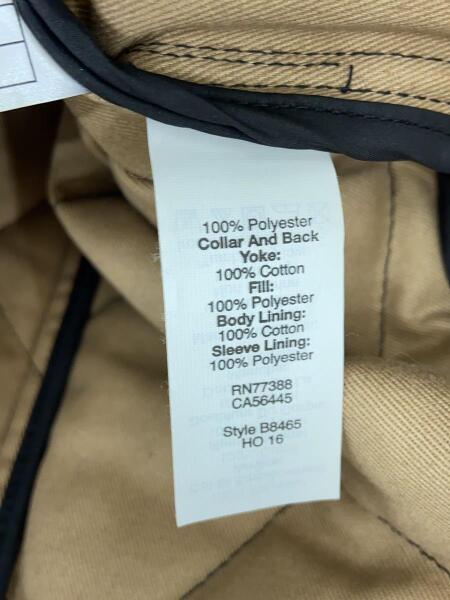 100% Polyester
Collar And Back
Yoke:
100% Cotton
Fill:
100% Polyester
Body Lining:
100% Cotton
Sleeve Lining:
100% Polyester
RN77388
CA56445
Style B8465
HO 16